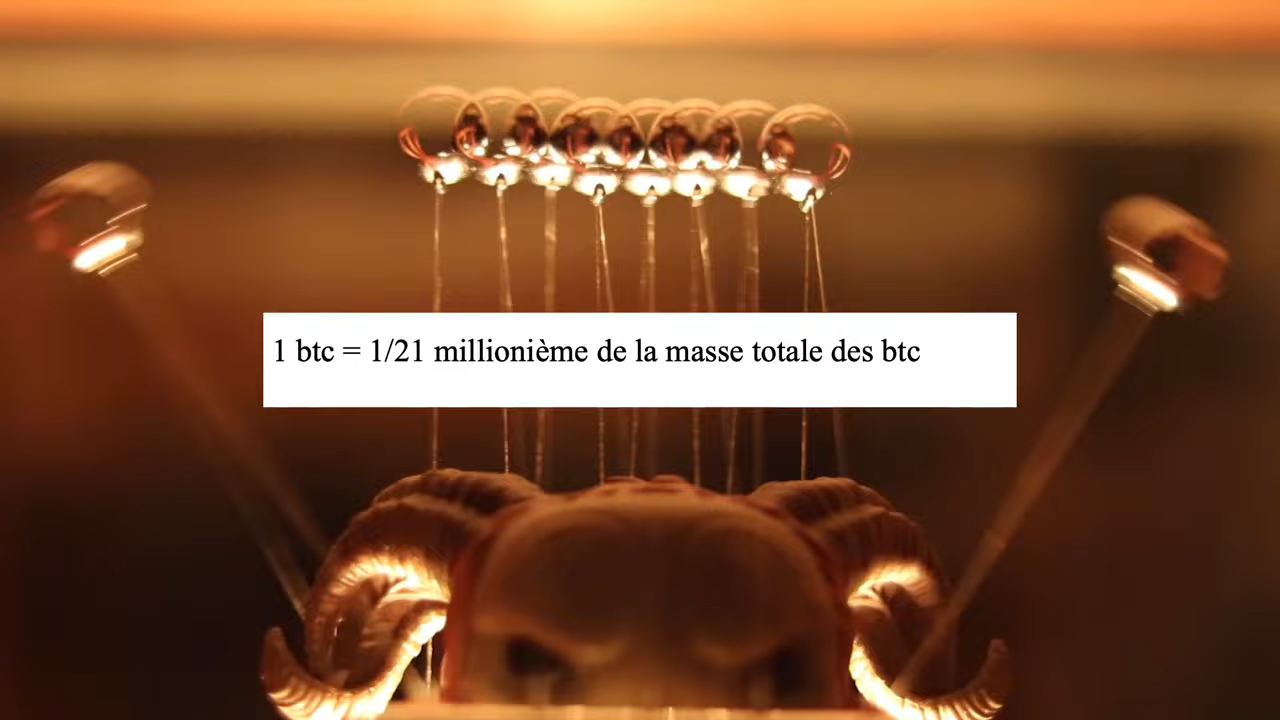 1 btc = 1/21 millionième de la masse totale des btc